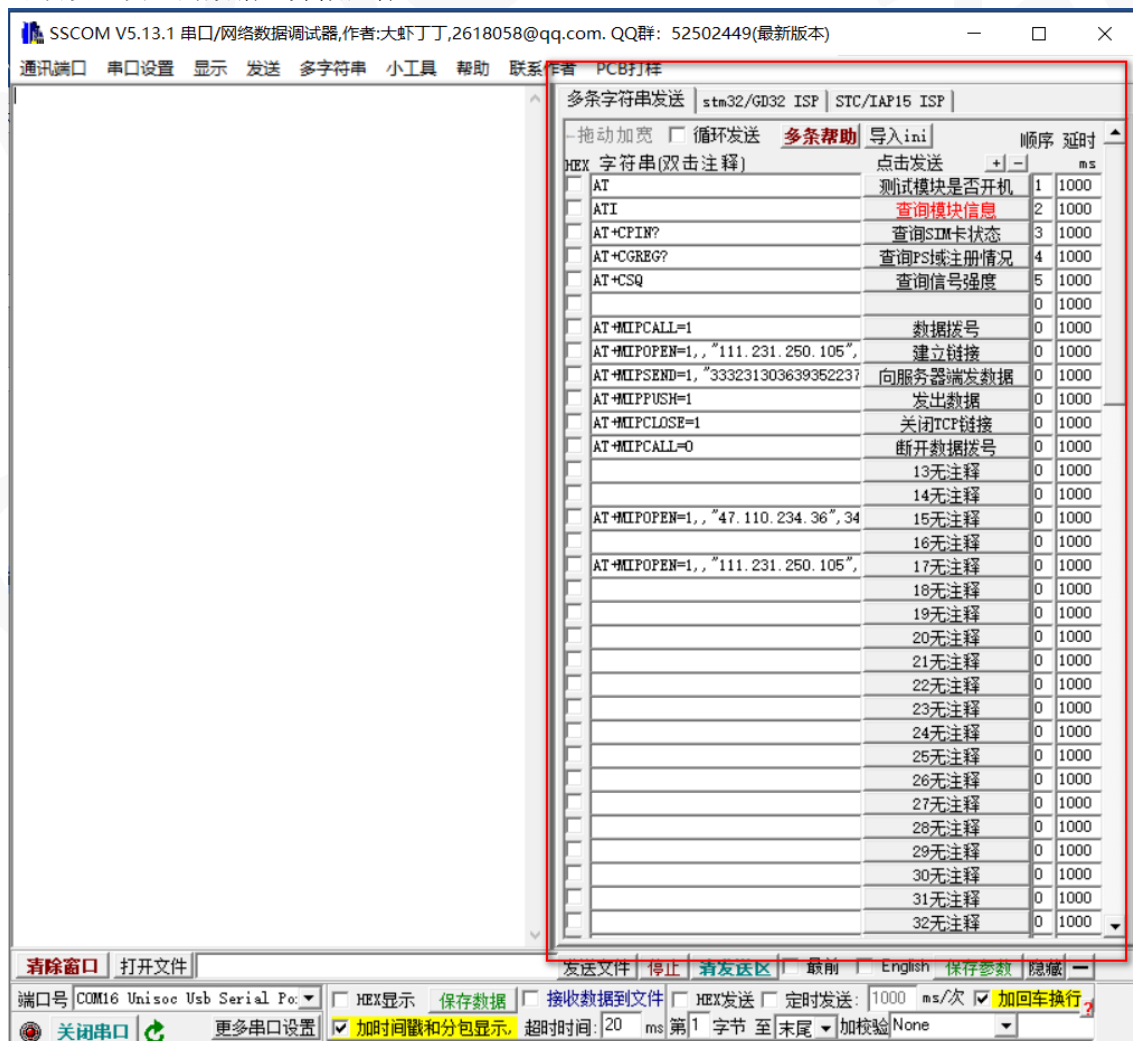 SSCOM V5.13.1 串口/网络数据调试器,作者:大虾丁丁,2618058@qq.com. QQ群: 52502449(最新版本)
通讯端口 串口设置 显示 发送 多字符串 小工具 帮助 联系作者 PCB打样
多条字符串发送 stm32/GD32 ISP STC/IAP15 ISP
拖动加宽 循环发送 多条帮助 导入ini 顺序 延时
HEX 字符串(双击注释) 点击发送 + - ms
AT 测试模块是否开机 1 1000
ATI 查询模块信息 2 1000
AT+CPIN? 查询SIM卡状态 3 1000
AT+CGREG? 查询PS域注册情况 4 1000
AT+CSQ 查询信号强度 5 1000
0 1000
AT+MIPCALL=1 数据拨号 0 1000
AT+MIPOPEN=1,,"111.231.250.105", 建立链接 0 1000
AT+MIPSEND=1,"333231303639352237 向服务器端发数据 0 1000
AT+MIPPUSH=1 发出数据 0 1000
AT+MIPCLOSE=1 关闭TCP链接 0 1000
AT+MIPCALL=0 断开数据拨号 0 1000
13无注释 0 1000
14无注释 0 1000
AT+MIPOPEN=1,,"47.110.234.36",34 15无注释 0 1000
16无注释 0 1000
AT+MIPOPEN=1,,"111.231.250.105", 17无注释 0 1000
18无注释 0 1000
19无注释 0 1000
20无注释 0 1000
21无注释 0 1000
22无注释 0 1000
23无注释 0 1000
24无注释 0 1000
25无注释 0 1000
26无注释 0 1000
27无注释 0 1000
28无注释 0 1000
29无注释 0 1000
30无注释 0 1000
31无注释 0 1000
32无注释 0 1000
清除窗口 打开文件 发送文件 停止 清发送区 最前 English 保存参数 隐藏
端口号 COM16 Unisoc Usb Serial Po: HEX显示 保存数据 接收数据到文件 HEX发送 定时发送: 1000 ms/次 加回车换行
关闭串口 更多串口设置 加时间戳和分包显示, 超时时间: 20 ms 第 1 字节 至 末尾 加校验 None ?